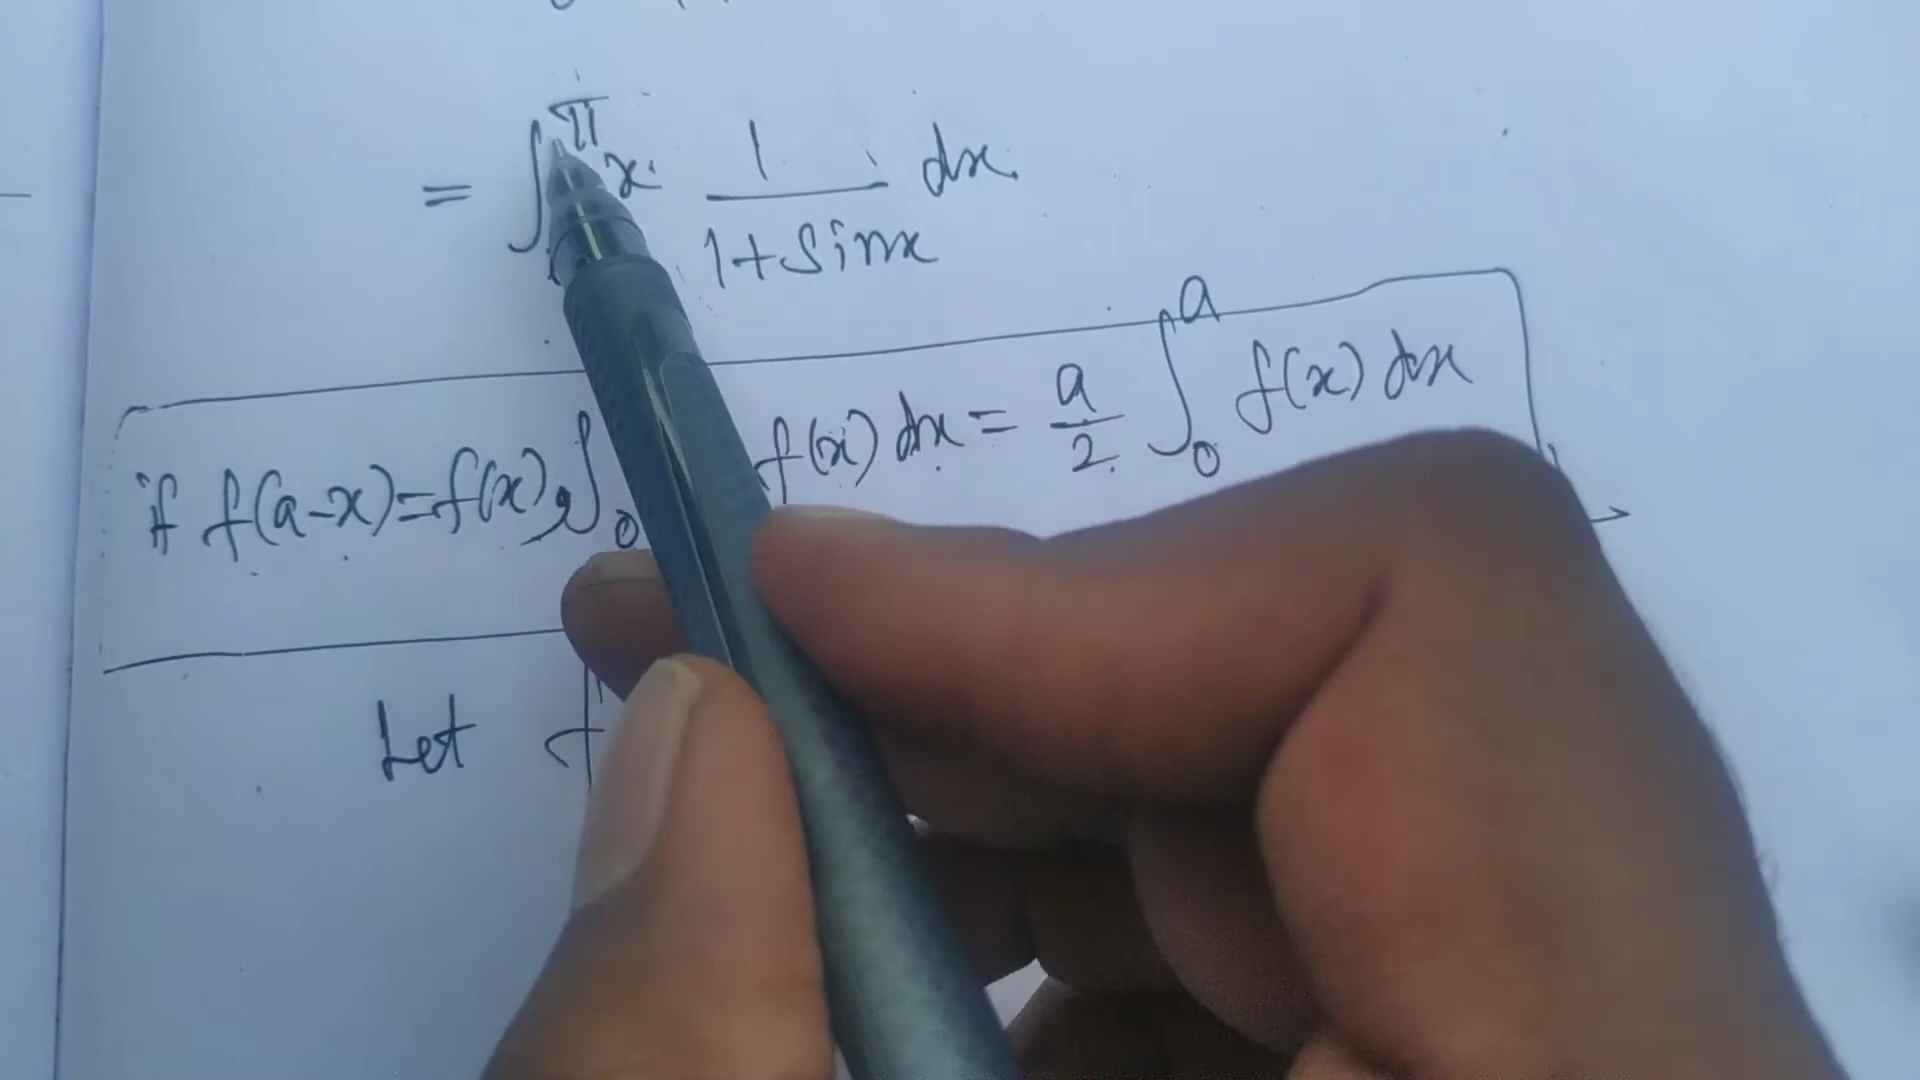 = ∫^π x · 1/(1+sinx) dx.
if f(a-x)=f(x), ∫₀ f(x) dx = a/2 ∫₀^a f(x) dx
Let f